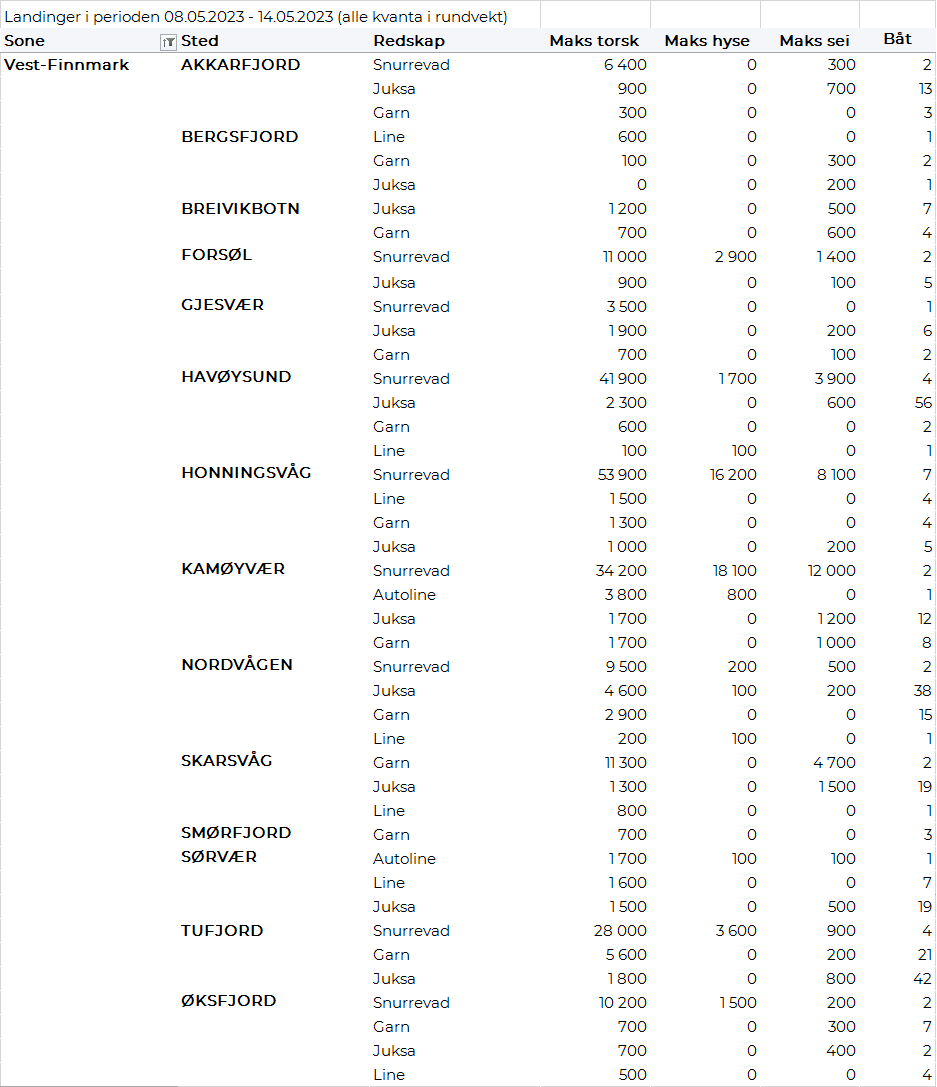 Landinger i perioden 08.05.2023 - 14.05.2023 (alle kvanta i rundvekt)
Sone Sted Redskap Maks torsk Maks hyse Maks sei Båt
Vest-Finnmark AKKARFJORD Snurrevad 6 400 0 300 2
Juksa 900 0 700 13
Garn 300 0 0 3
BERGSFJORD Line 600 0 0 1
Garn 100 0 300 2
Juksa 0 0 200 1
BREIVIKBOTN Juksa 1 200 0 500 7
Garn 700 0 600 4
FORSØL Snurrevad 11 000 2 900 1 400 2
Juksa 900 0 100 5
GJESVÆR Snurrevad 3 500 0 0 1
Juksa 1 900 0 200 6
Garn 700 0 100 2
HAVØYSUND Snurrevad 41 900 1 700 3 900 4
Juksa 2 300 0 600 56
Garn 600 0 0 2
Line 100 100 0 1
HONNINGSVÅG Snurrevad 53 900 16 200 8 100 7
Line 1 500 0 0 4
Garn 1 300 0 0 4
Juksa 1 000 0 200 5
KAMØYVÆR Snurrevad 34 200 18 100 12 000 2
Autoline 3 800 800 0 1
Juksa 1 700 0 1 200 12
Garn 1 700 0 1 000 8
NORDVÅGEN Snurrevad 9 500 200 500 2
Juksa 4 600 100 200 38
Garn 2 900 0 0 15
Line 200 100 0 1
SKARSVÅG Garn 11 300 0 4 700 2
Juksa 1 300 0 1 500 19
Line 800 0 0 1
SMØRFJORD Garn 700 0 0 3
SØRVÆR Autoline 1 700 100 100 1
Line 1 600 0 0 7
Juksa 1 500 0 500 19
TUFJORD Snurrevad 28 000 3 600 900 4
Garn 5 600 0 200 21
Juksa 1 800 0 800 42
ØKSFJORD Snurrevad 10 200 1 500 200 2
Garn 700 0 300 7
Juksa 700 0 400 2
Line 500 0 0 4